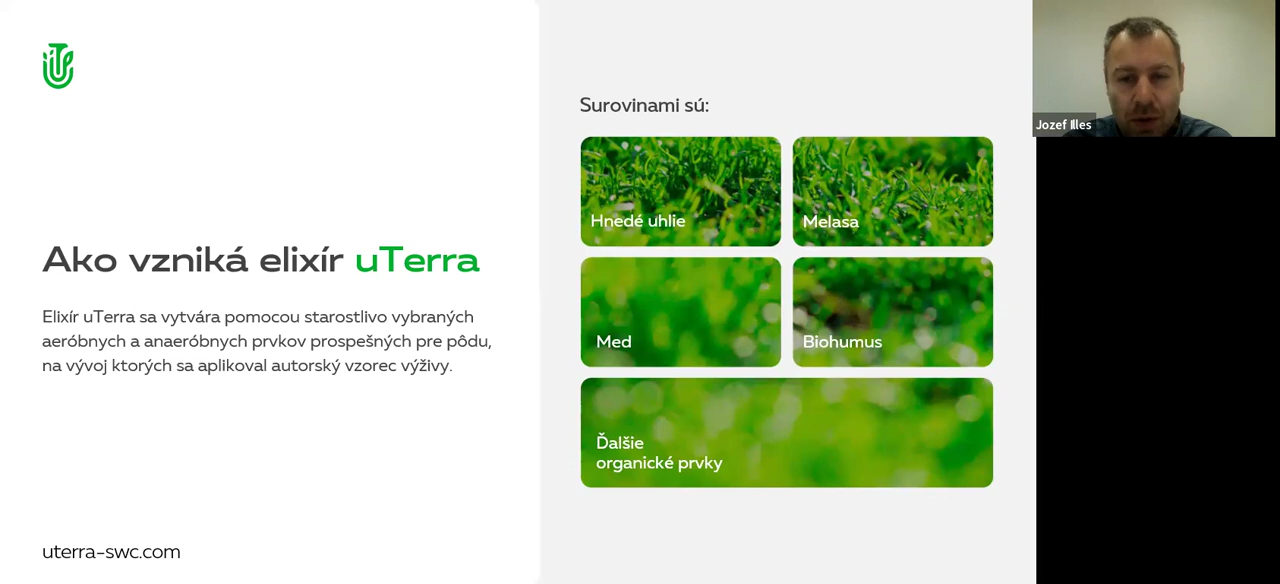 Ako vzniká elixír uTerra
Elixír uTerra sa vytvára pomocou starostlivo vybraných
aeróbnych a anaeróbnych prvkov prospešných pre pôdu,
na vývoj ktorých sa aplikoval autorský vzorec výživy.
uterra-swc.com
Surovinami sú:
Hnedé uhlie
Melasa
Med
Biohumus
Ďalšie
organické prvky
Jozef Illes